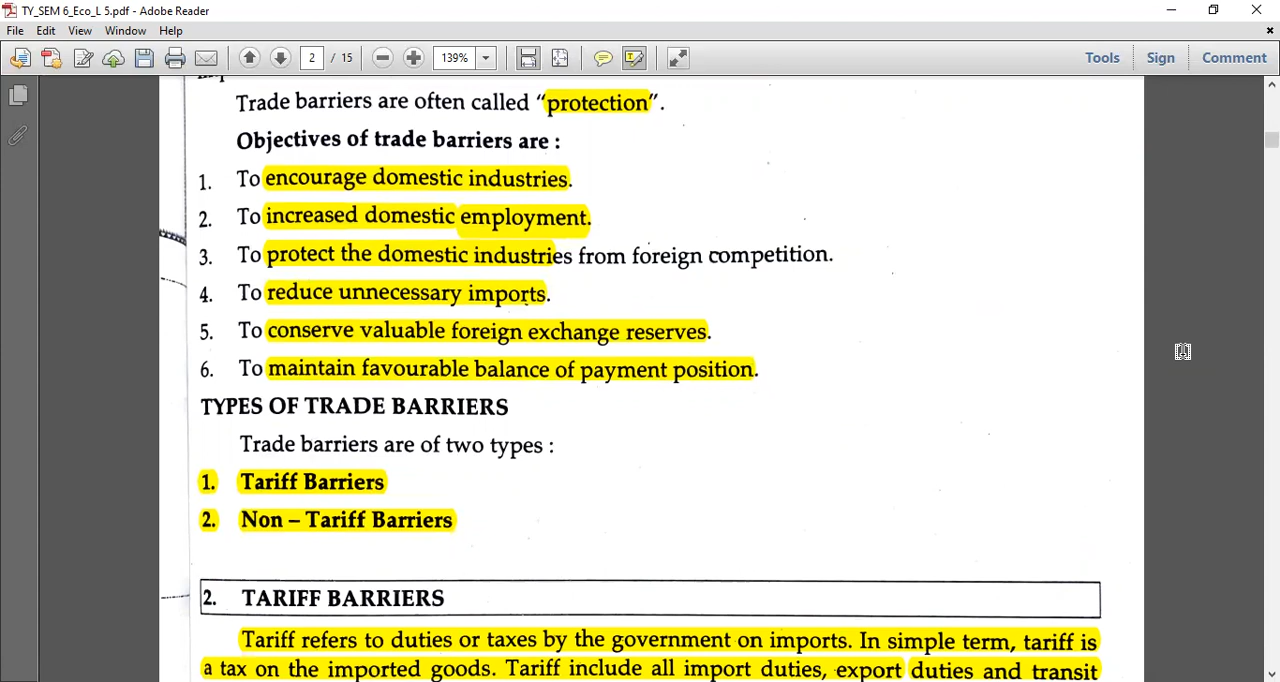 TY_SEM 6_Eco_L 5.pdf - Adobe Reader
File Edit View Window Help
2 / 15 139% Tools Sign Comment
Trade barriers are often called “protection”.
Objectives of trade barriers are :
1. To encourage domestic industries.
2. To increased domestic employment.
3. To protect the domestic industries from foreign competition.
4. To reduce unnecessary imports.
5. To conserve valuable foreign exchange reserves.
6. To maintain favourable balance of payment position.
TYPES OF TRADE BARRIERS
Trade barriers are of two types :
1. Tariff Barriers
2. Non – Tariff Barriers
2. TARIFF BARRIERS
Tariff refers to duties or taxes by the government on imports. In simple term, tariff is
a tax on the imported goods. Tariff include all import duties, export duties and transit